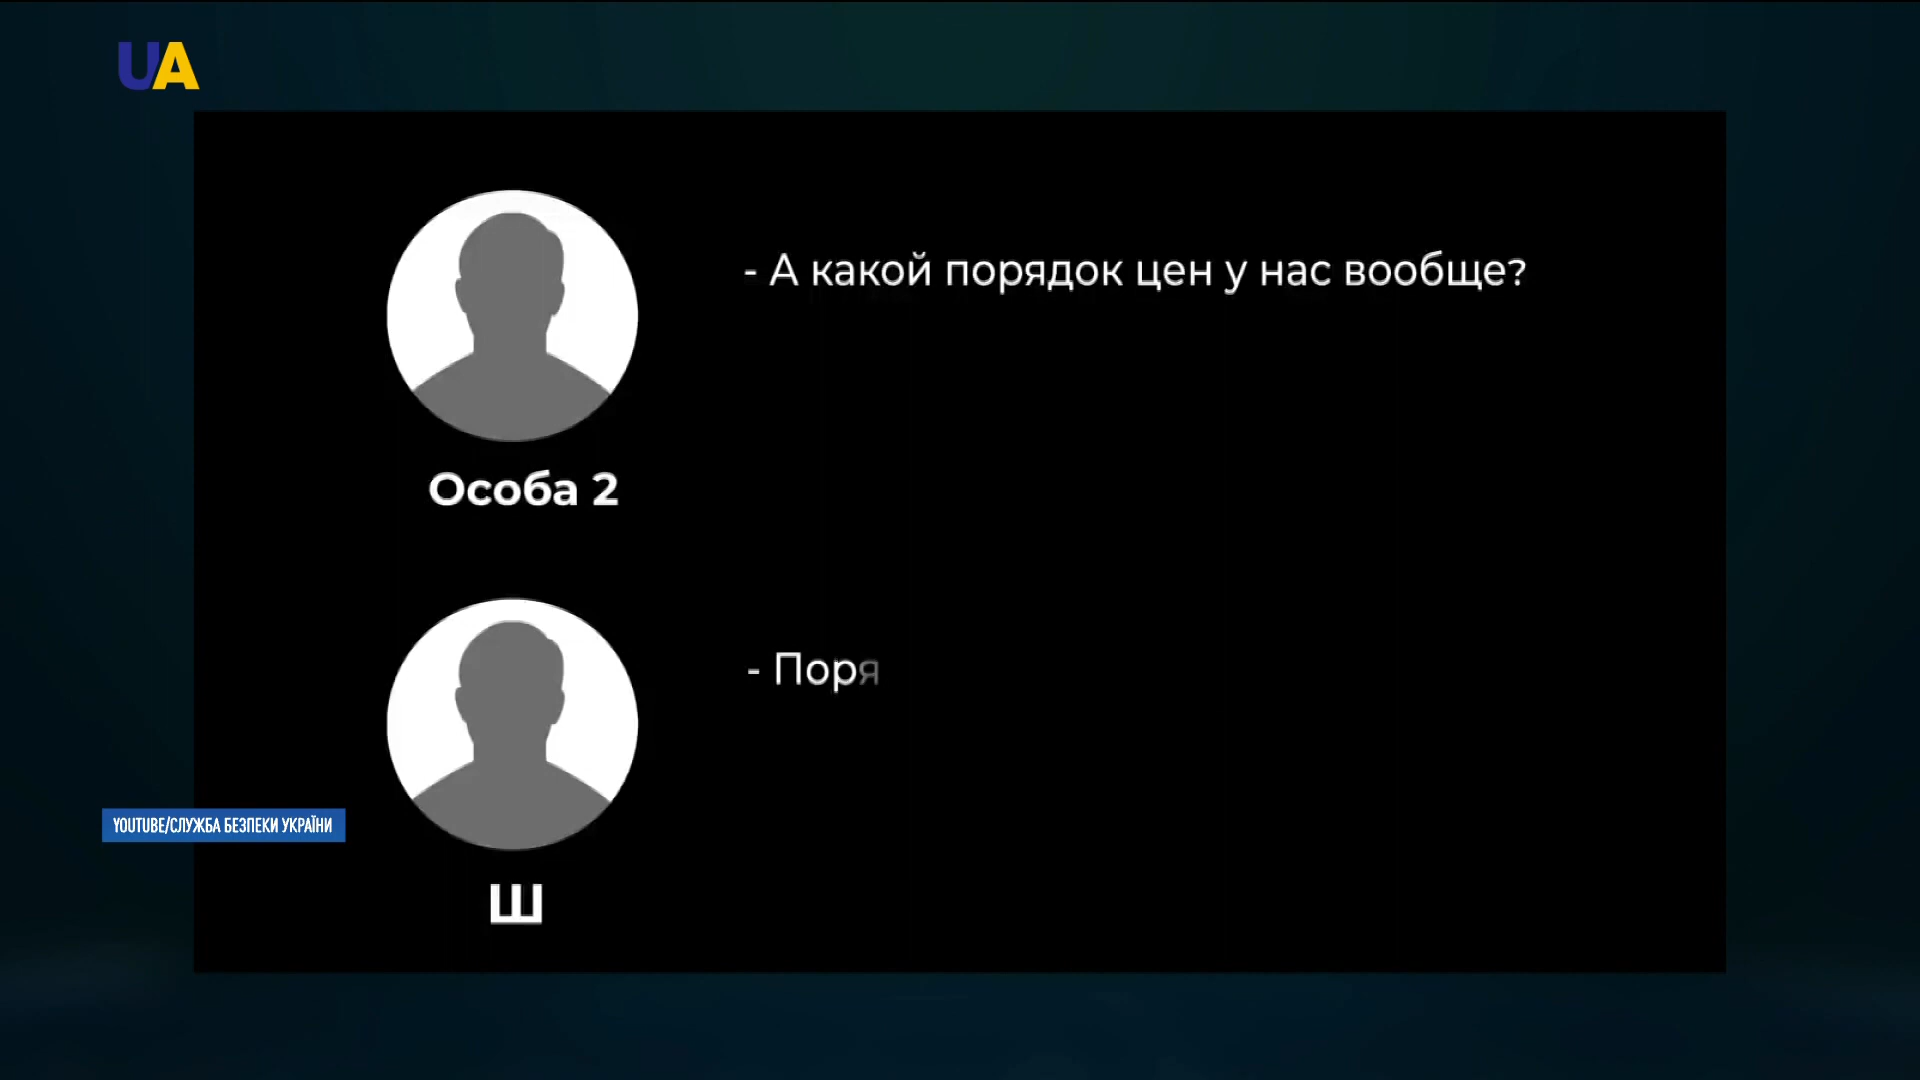 UA
- А какой порядок цен у нас вообще?
Особа 2
- Поря
YOUTUBE/СЛУЖБА БЕЗПЕКИ УКРАЇНИ
Ш